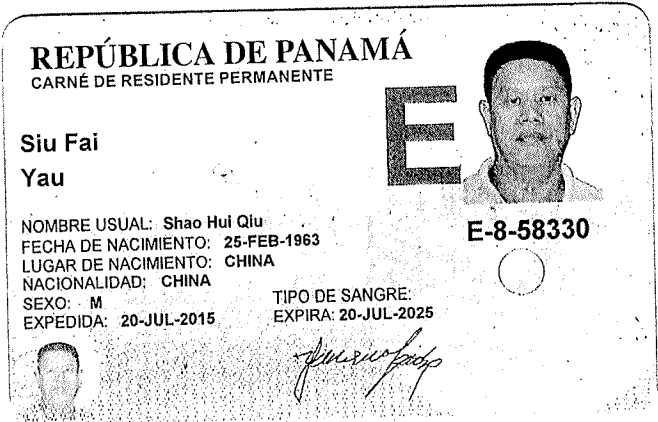 REPÚBLICA DE PANAMÁ
CARNÉ DE RESIDENTE PERMANENTE
E
Siu Fai
Yau
E-8-58330
NOMBRE USUAL: Shao Hui Qiu
FECHA DE NACIMIENTO: 25-FEB-1963
LUGAR DE NACIMIENTO: CHINA
NACIONALIDAD: CHINA
SEXO: M TIPO DE SANGRE:
EXPEDIDA: 20-JUL-2015 EXPIRA: 20-JUL-2025